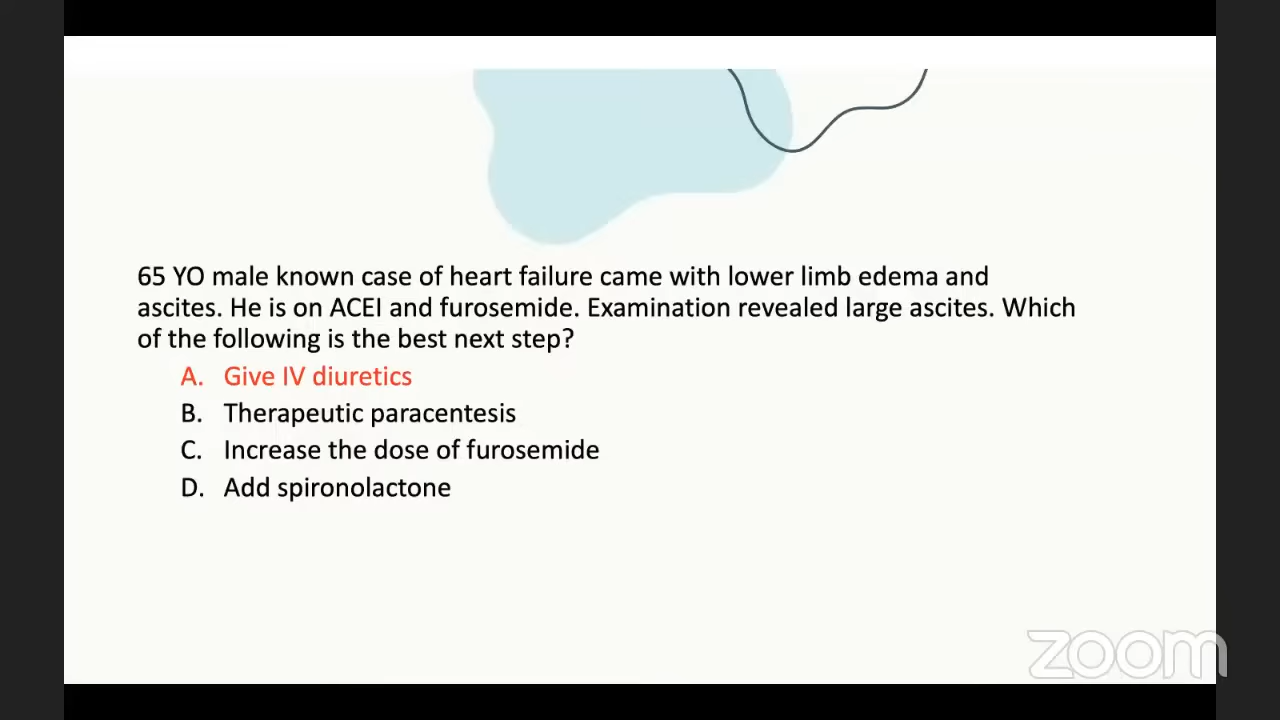 65 YO male known case of heart failure came with lower limb edema and
ascites. He is on ACEI and furosemide. Examination revealed large ascites. Which
of the following is the best next step?
A. Give IV diuretics
B. Therapeutic paracentesis
C. Increase the dose of furosemide
D. Add spironolactone
zoom